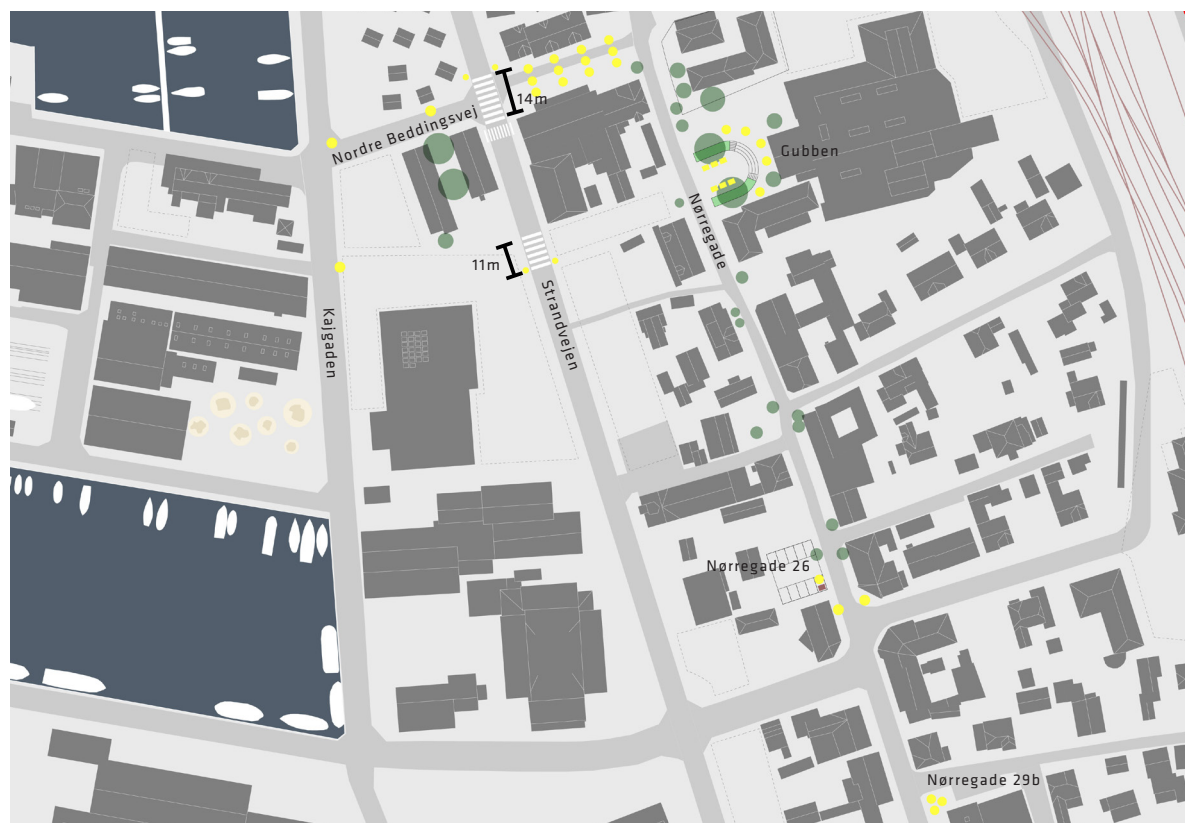 14m
Nordre Beddingsvej
Gubben
Nørregade
11m
Strandvejen
Kajgaden
Nørregade 26
Nørregade 29b